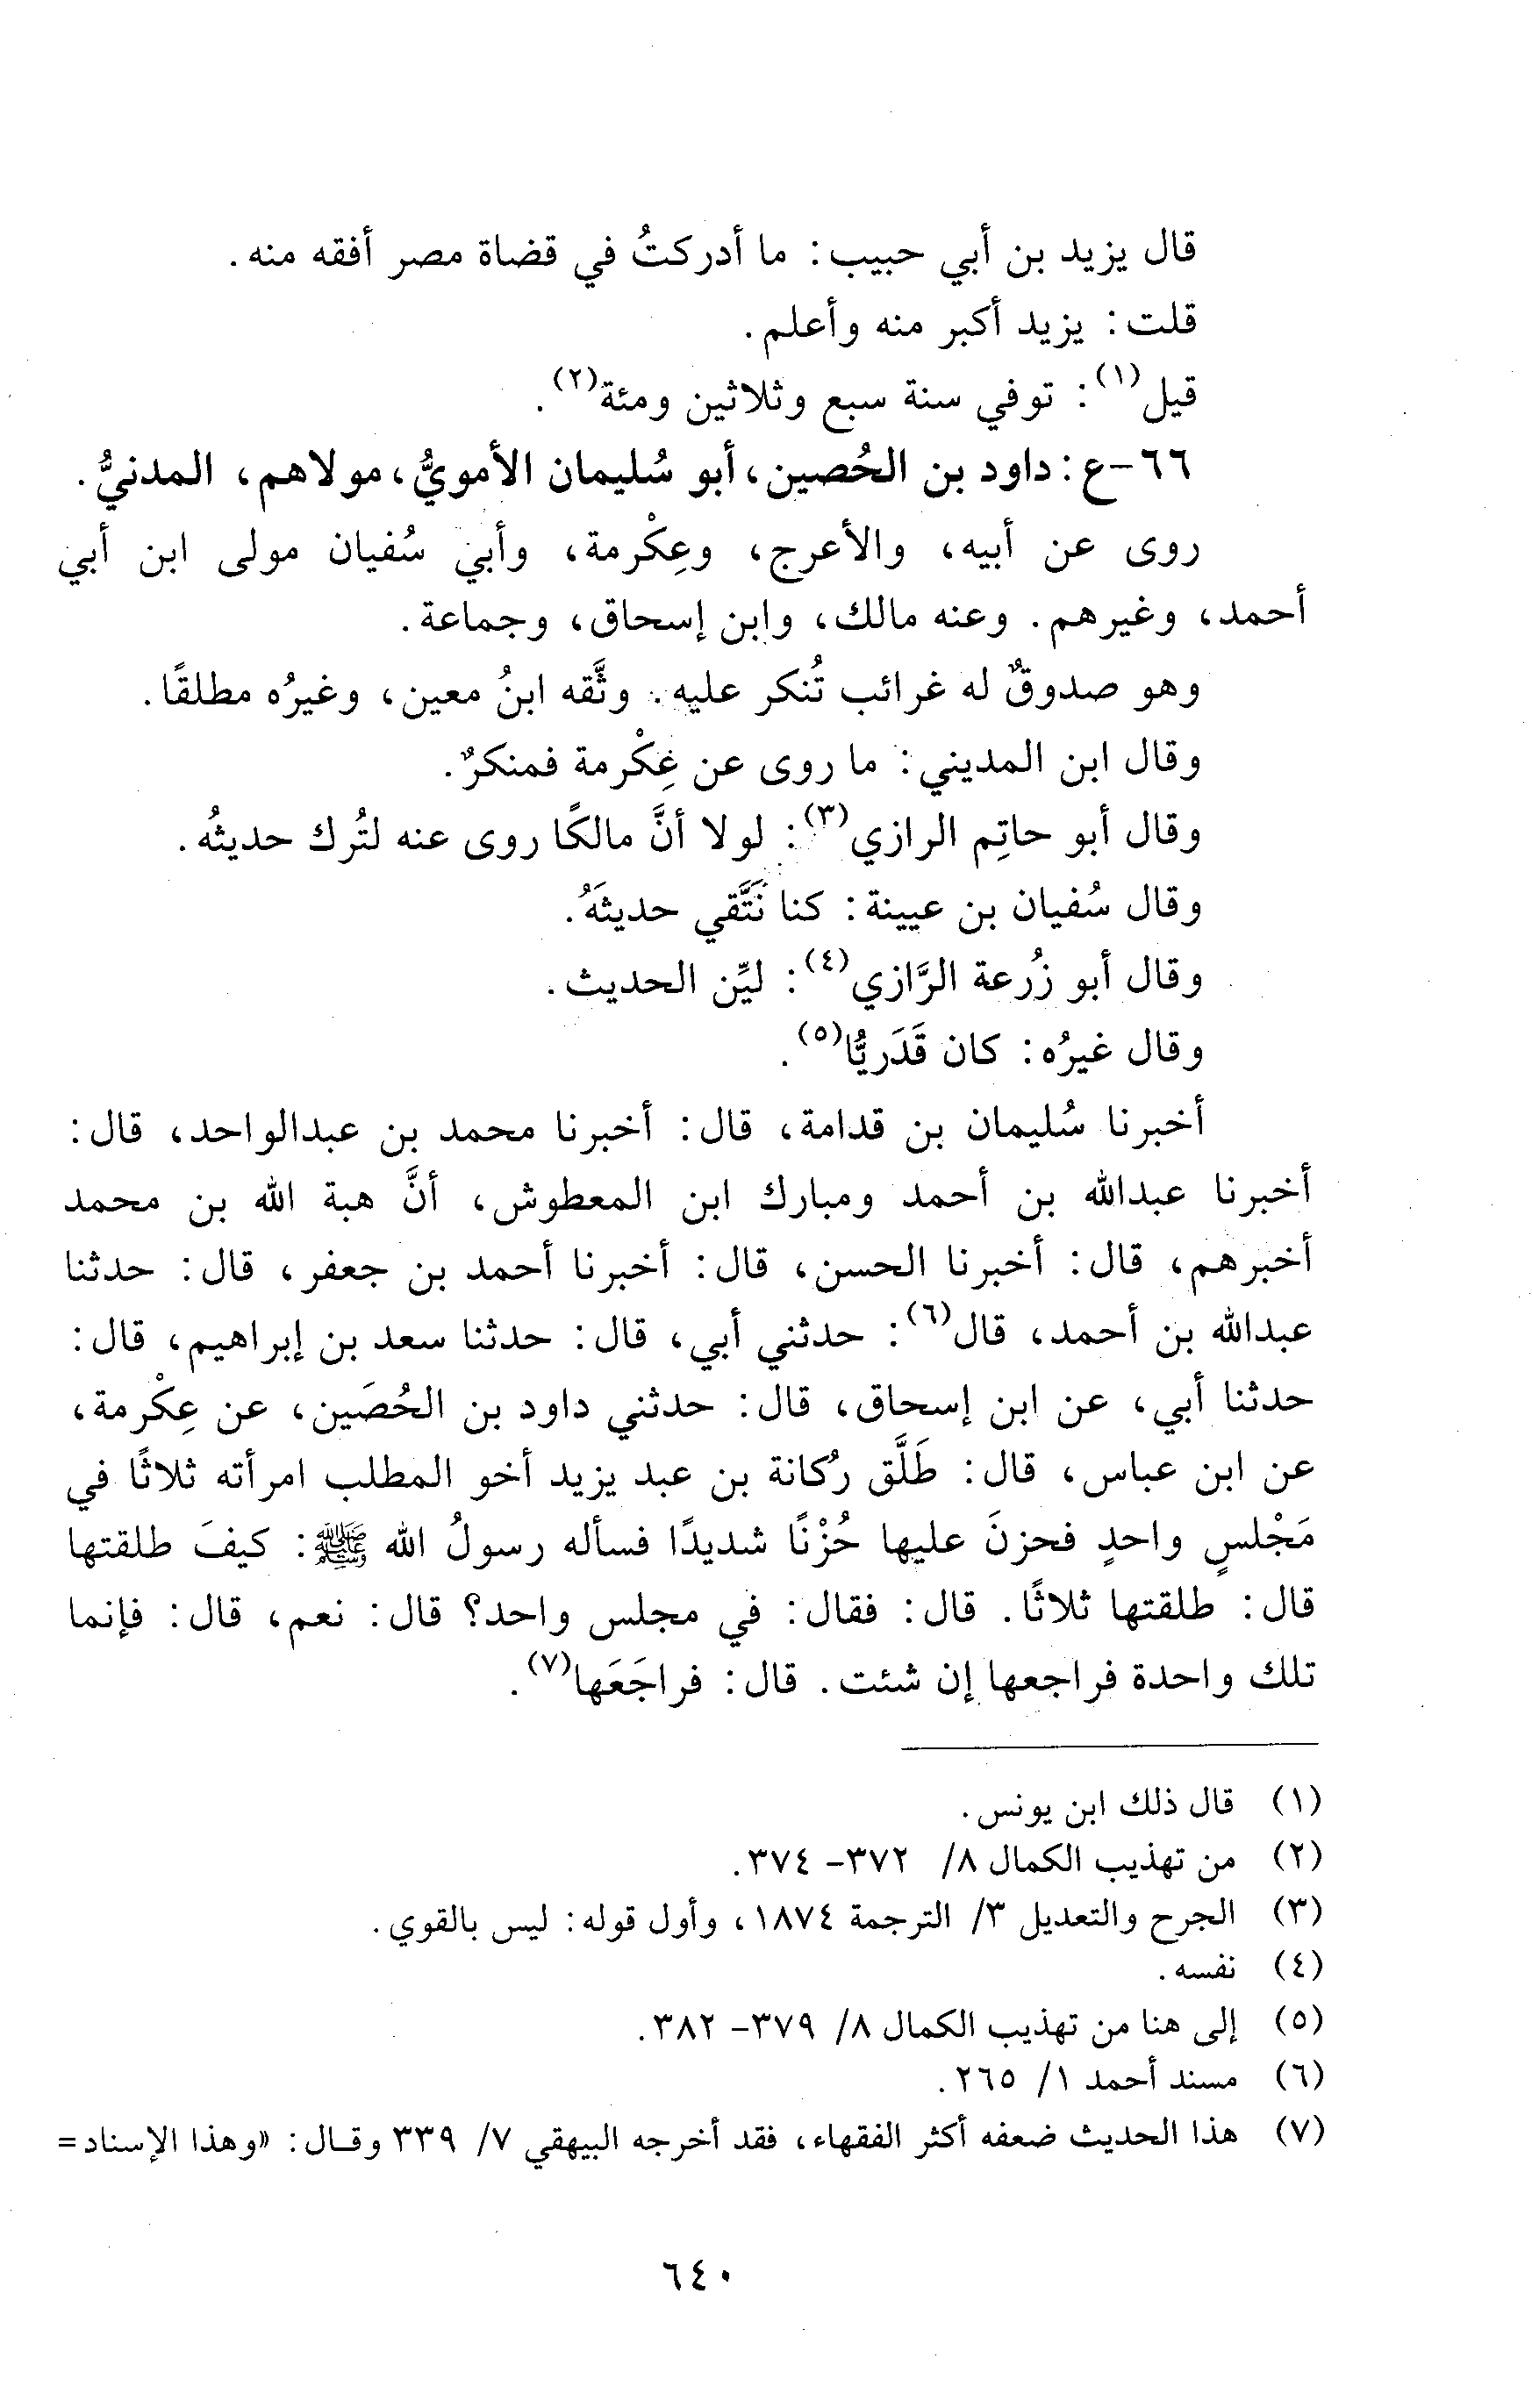 قال يزيد بن أبي حبيب: ما أدركتُ في قضاة مصر أفقه منه.
قلت: يزيد أكبر منه وأعلم.
قيل(١): توفي سنة سبع وثلاثين ومئة(٢).
٦٦-ع: داود بن الحُصين، أبو سُليمان الأمويُّ، مولاهم، المدنيُّ.
روى عن أبيه، والأعرج، وعِكْرمة، وأبي سُفيان مولى ابن أبي
أحمد، وغيرهم. وعنه مالك، وابن إسحاق، وجماعة.
وهو صدوقٌ له غرائب تُنكر عليه. وثَّقه ابنُ معين، وغيرُه مطلقًا.
وقال ابن المديني: ما روى عن عِكْرمة فمنكرٌ.
وقال أبو حاتِم الرازي(٣): لولا أنَّ مالكًا روى عنه لتُرك حديثُه.
وقال سُفيان بن عيينة: كنا نَتَّقي حديثَهُ.
وقال أبو زُرعة الرَّازي(٤): ليِّن الحديث.
وقال غيرُه: كان قَدَريُّا(٥).
أخبرنا سُليمان بن قدامة، قال: أخبرنا محمد بن عبدالواحد، قال:
أخبرنا عبدالله بن أحمد ومبارك ابن المعطوش، أنَّ هبة الله بن محمد
أخبرهم، قال: أخبرنا الحسن، قال: أخبرنا أحمد بن جعفر، قال: حدثنا
عبدالله بن أحمد، قال(٦): حدثني أبي، قال: حدثنا سعد بن إبراهيم، قال:
حدثنا أبي، عن ابن إسحاق، قال: حدثني داود بن الحُصَين، عن عِكْرمة،
عن ابن عباس، قال: طَلَّق رُكانة بن عبد يزيد أخو المطلب امرأته ثلاثًا في
مَجْلسٍ واحدٍ فحزنَ عليها حُزْنًا شديدًا فسأله رسولُ الله ﷺ: كيفَ طلقتها
قال: طلقتها ثلاثًا. قال: فقال: في مجلس واحد؟ قال: نعم، قال: فإنما
تلك واحدة فراجعها إن شئت. قال: فراجَعَها(٧).
(١) قال ذلك ابن يونس.
(٢) من تهذيب الكمال ٨/ ٣٧٢- ٣٧٤.
(٣) الجرح والتعديل ٣/ الترجمة ١٨٧٤، وأول قوله: ليس بالقوي.
(٤) نفسه.
(٥) إلى هنا من تهذيب الكمال ٨/ ٣٧٩- ٣٨٢.
(٦) مسند أحمد ١/ ٢٦٥.
(٧) هذا الحديث ضعفه أكثر الفقهاء، فقد أخرجه البيهقي ٧/ ٣٣٩ وقال: «وهذا الإسناد=
٦٤٠